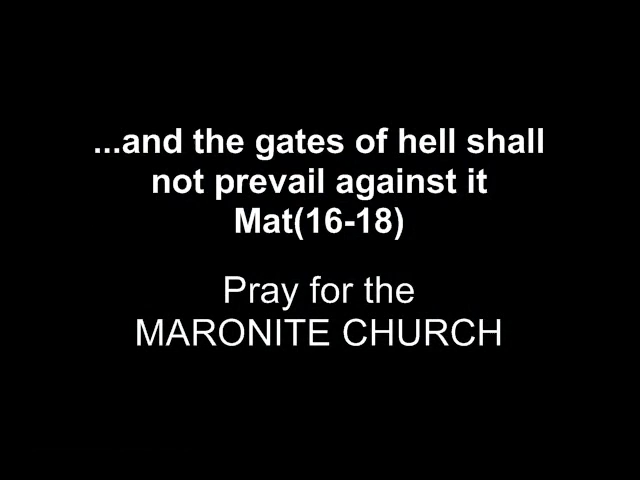 ...and the gates of hell shall
not prevail against it
Mat(16-18)
Pray for the
MARONITE CHURCH